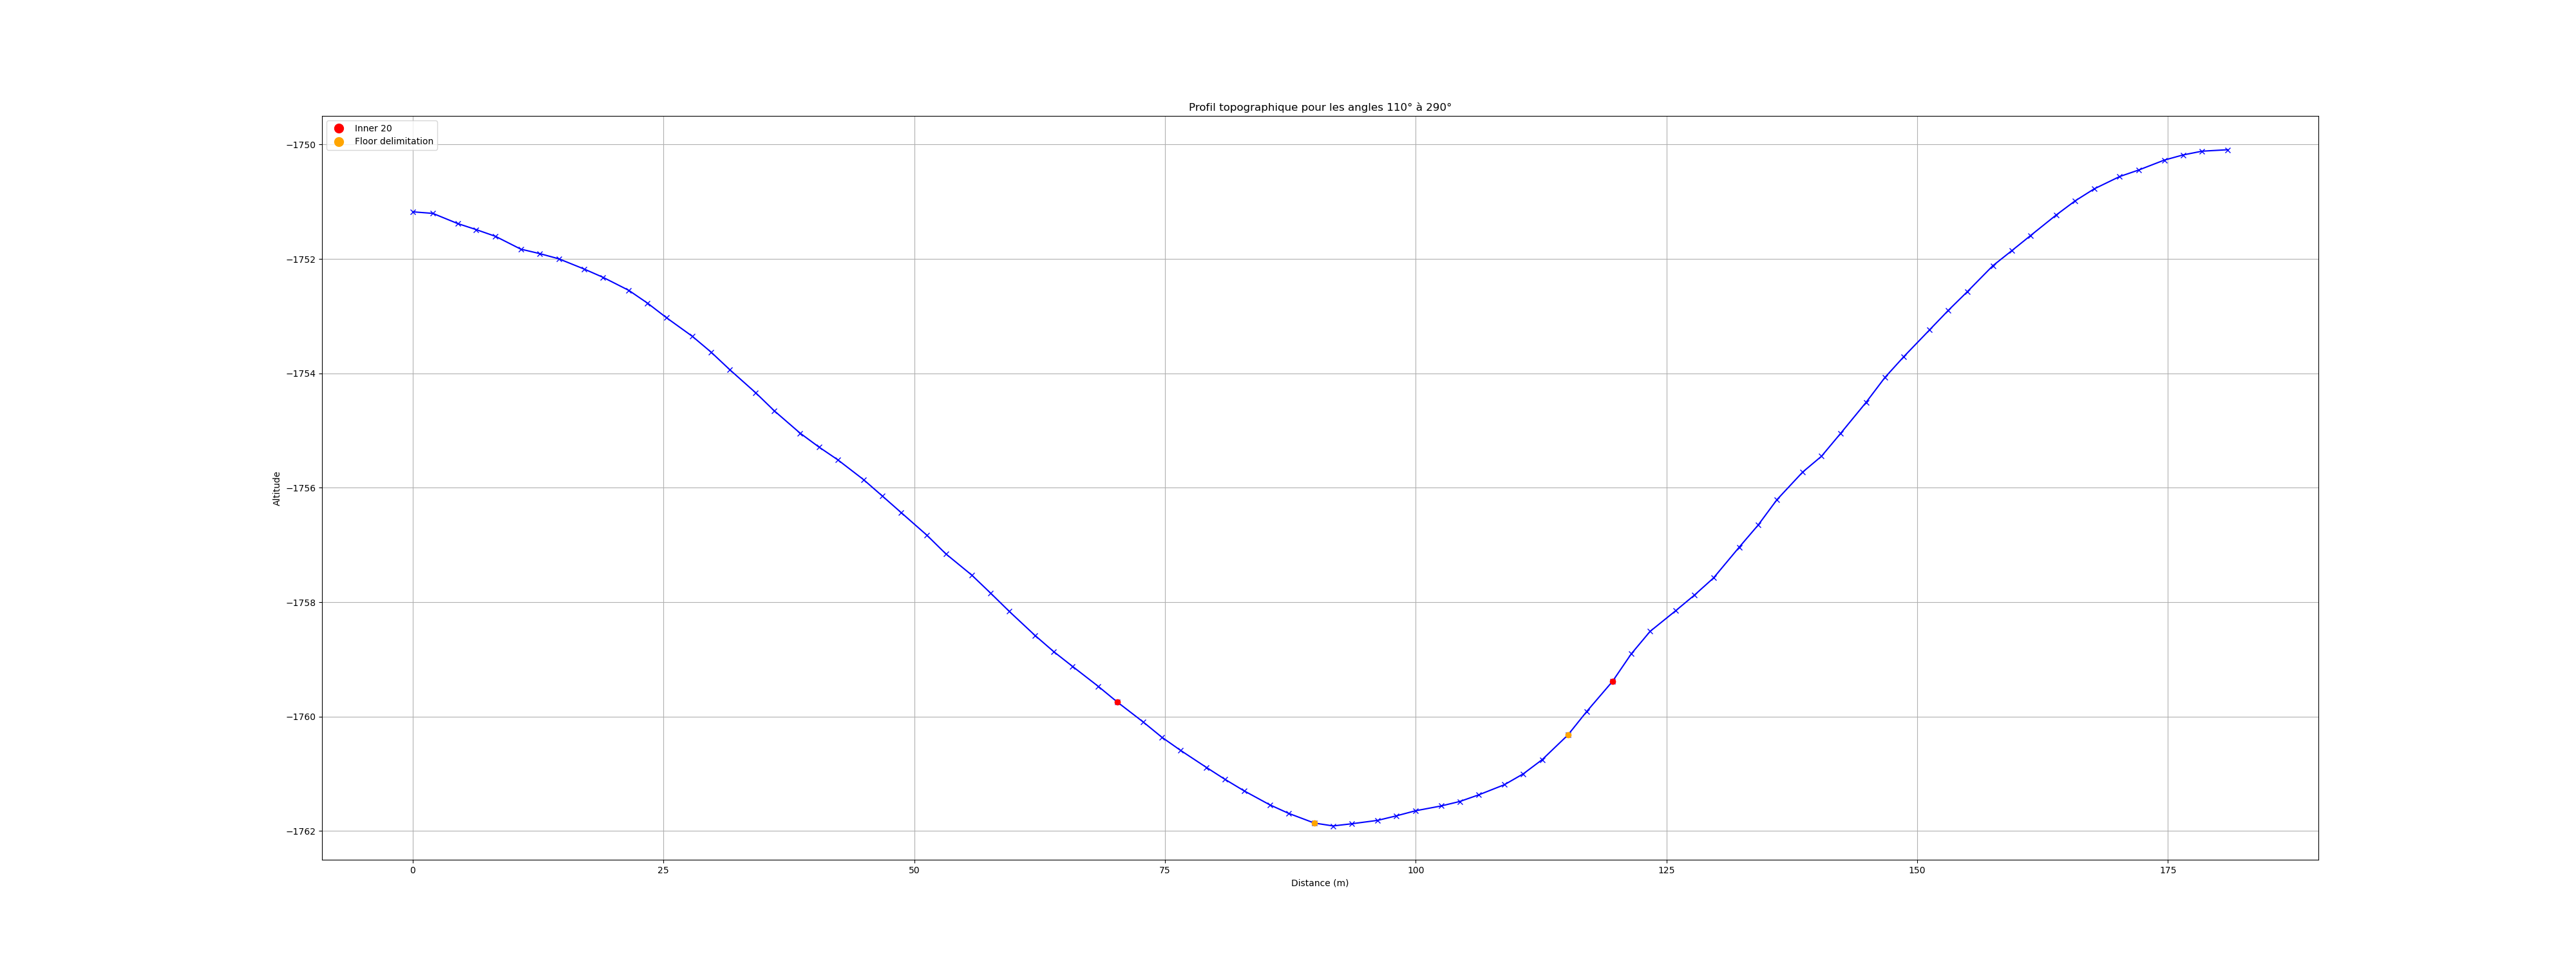 Profil topographique pour les angles 110° à 290°
Inner 20
Floor delimitation
−1750
−1752
−1754
−1756
−1758
−1760
−1762
Altitude
0 25 50 75 100 125 150 175
Distance (m)